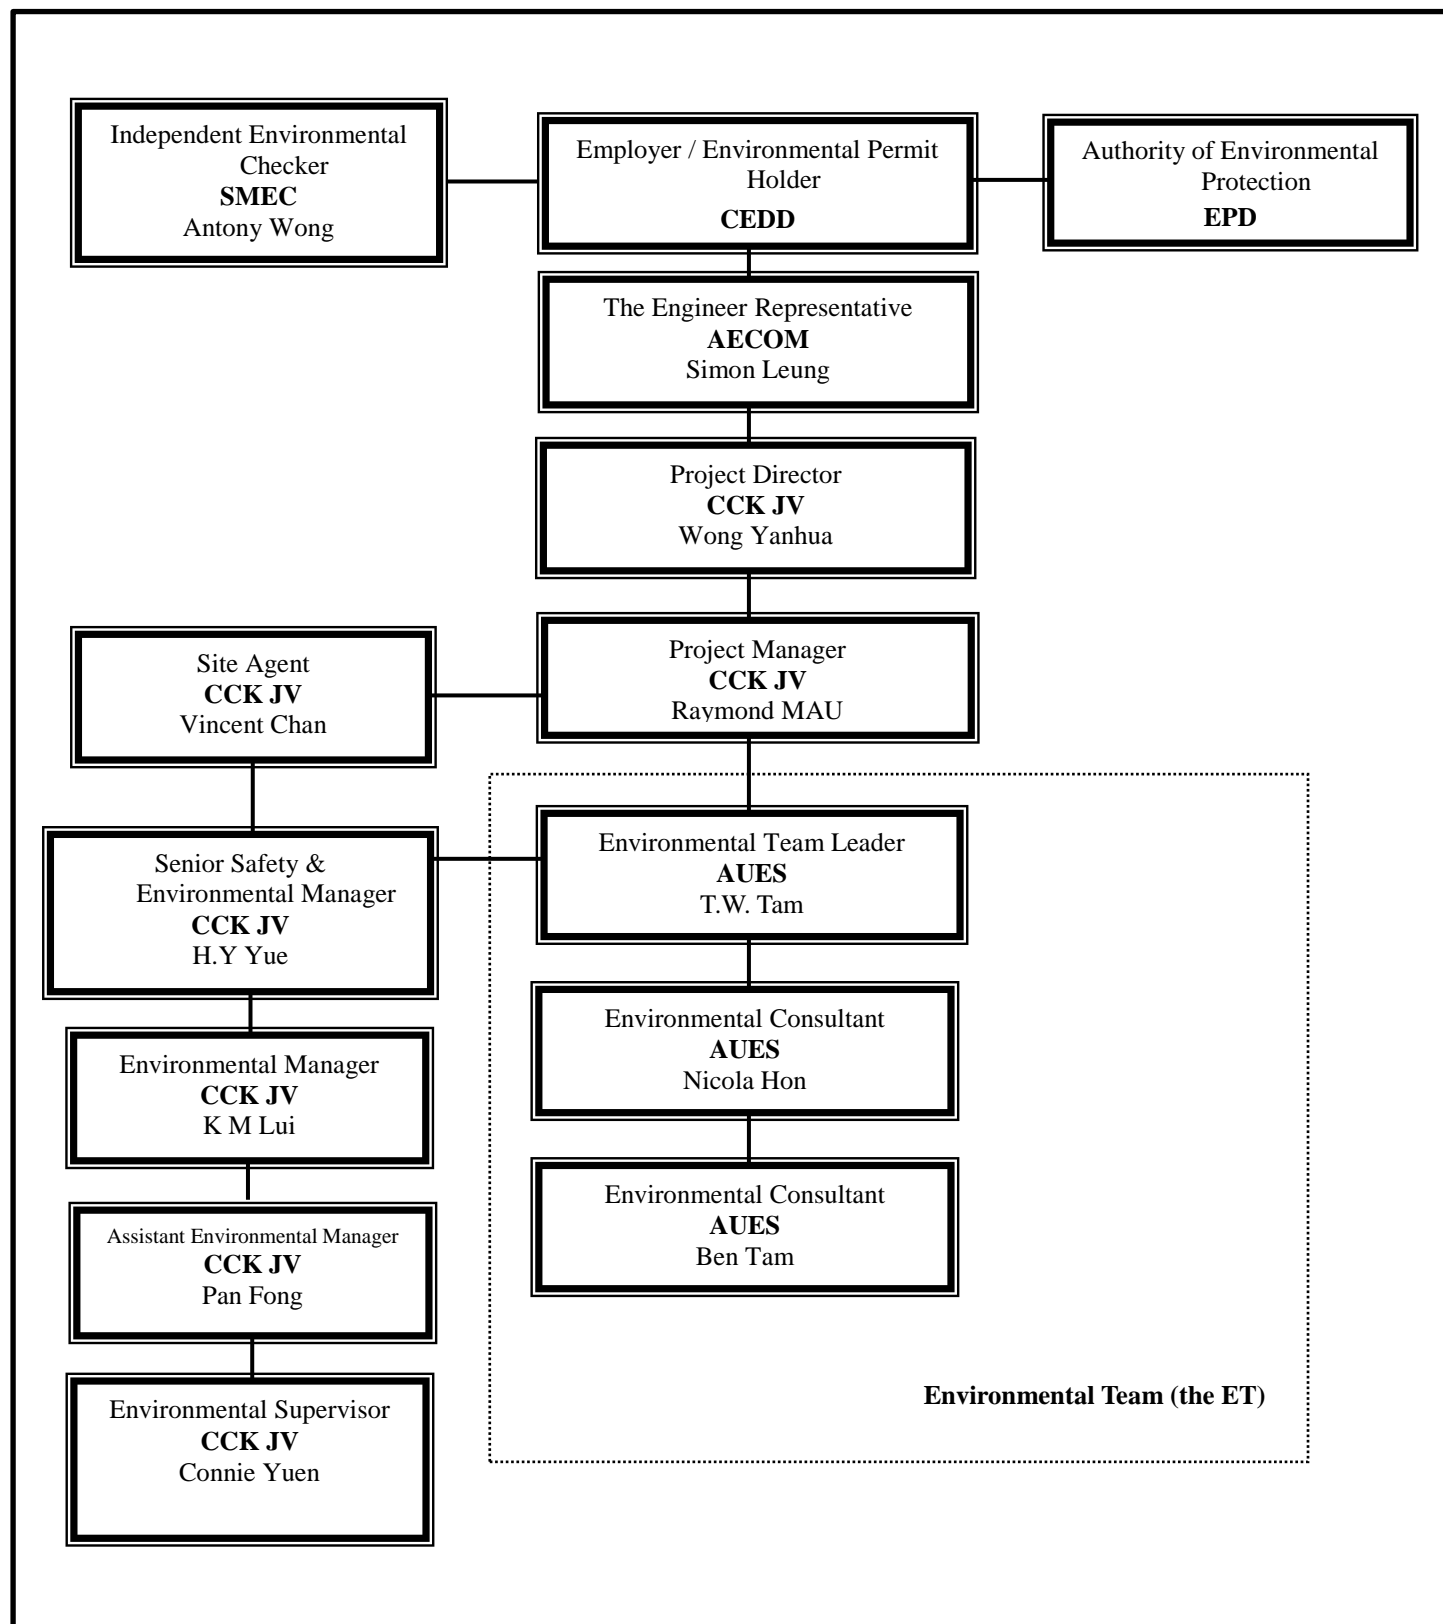 Independent Environmental
Checker
SMEC
Antony Wong
Employer / Environmental Permit
Holder
CEDD
Authority of Environmental
Protection
EPD
The Engineer Representative
AECOM
Simon Leung
Project Director
CCK JV
Wong Yanhua
Site Agent
CCK JV
Vincent Chan
Project Manager
CCK JV
Raymond MAU
Senior Safety &
Environmental Manager
CCK JV
H.Y Yue
Environmental Team Leader
AUES
T.W. Tam
Environmental Manager
CCK JV
K M Lui
Environmental Consultant
AUES
Nicola Hon
Assistant Environmental Manager
CCK JV
Pan Fong
Environmental Consultant
AUES
Ben Tam
Environmental Supervisor
CCK JV
Connie Yuen
Environmental Team (the ET)